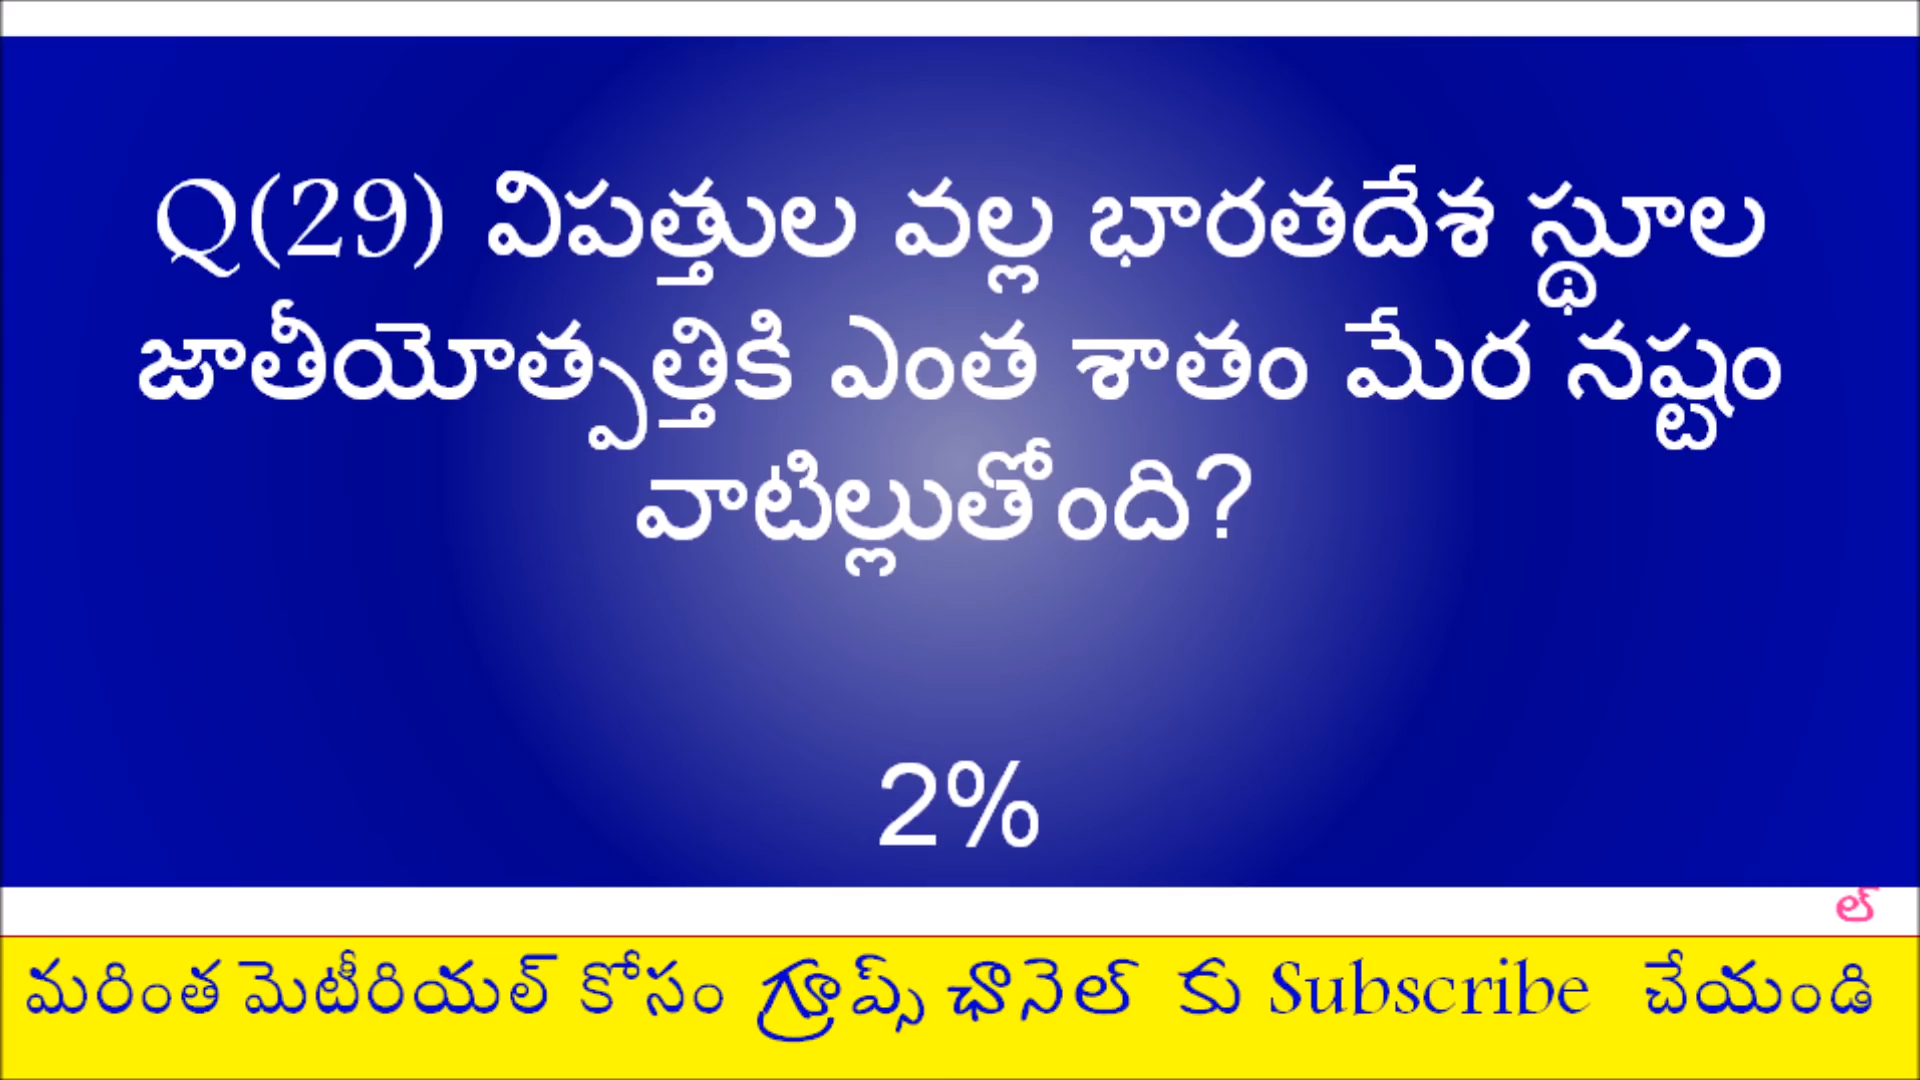 Q(29) విపత్తుల వల్ల భారతదేశ స్థూల
జాతీయోత్పత్తికి ఎంత శాతం మేర నష్టం
వాటిల్లుతోంది?
2%
ల్
మరింత మెటీరియల్ కోసం గ్రూప్స్ ఛానెల్ కు Subscribe చేయండి